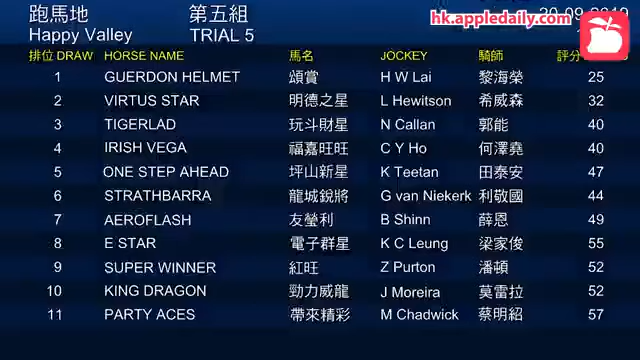 跑馬地 第五組 20-09-2019
Happy Valley TRIAL 5
hk.appledaily.com
排位 DRAW HORSE NAME 馬名 JOCKEY 騎師 評分
1 GUERDON HELMET 頌賞 H W Lai 黎海榮 25
2 VIRTUS STAR 明德之星 L Hewitson 希威森 32
3 TIGERLAD 玩斗財星 N Callan 郭能 40
4 IRISH VEGA 福嘉旺旺 C Y Ho 何澤堯 40
5 ONE STEP AHEAD 坪山新星 K Teetan 田泰安 47
6 STRATHBARRA 龍城銳將 G van Niekerk 利敬國 44
7 AEROFLASH 友瑩利 B Shinn 薛恩 49
8 E STAR 電子群星 K C Leung 梁家俊 55
9 SUPER WINNER 紅旺 Z Purton 潘頓 52
10 KING DRAGON 勁力威龍 J Moreira 莫雷拉 52
11 PARTY ACES 帶來精彩 M Chadwick 蔡明紹 57